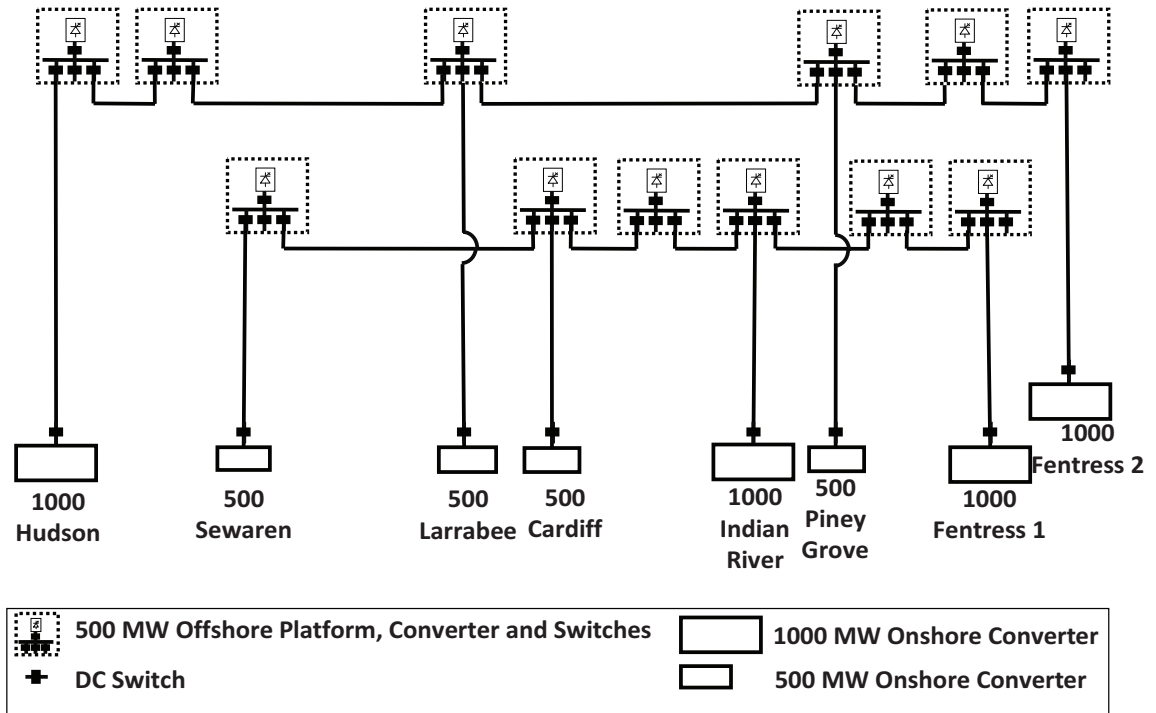 1000
Hudson
500
Sewaren
500
Larrabee
500
Cardiff
1000
Indian
River
500
Piney
Grove
1000
Fentress 1
1000
Fentress 2
500 MW Offshore Platform, Converter and Switches
DC Switch
1000 MW Onshore Converter
500 MW Onshore Converter